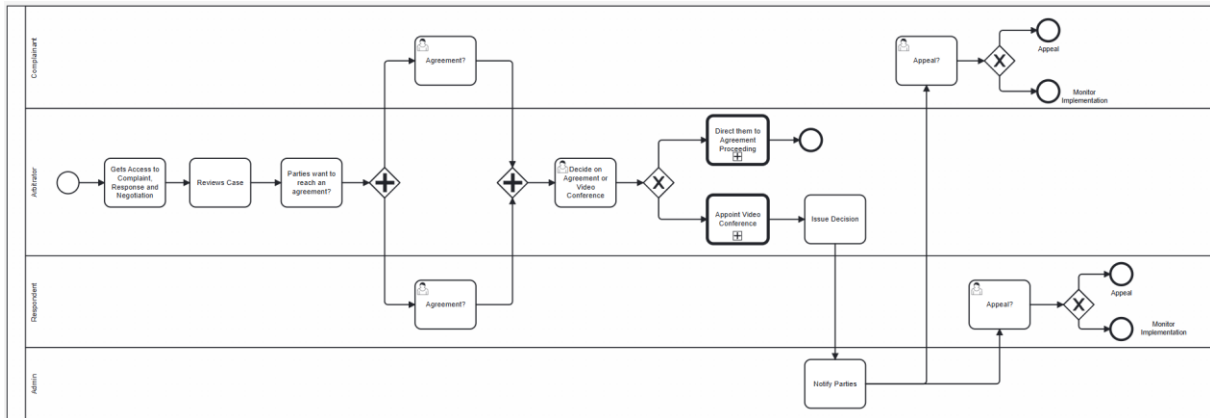 Complainant
Agreement?
Appeal?
Appeal
Monitor
Implementation
Arbitrator
Gets Access to
Complaint,
Response and
Negotiation
Reviews Case
Parties want to
reach an
agreement?
Decide on
Agreement or
Video
Conference
Direct them to
Agreement
Proceeding
Appoint Video
Conference
Issue Decision
Respondent
Agreement?
Appeal?
Appeal
Monitor
Implementation
Admin
Notify Parties